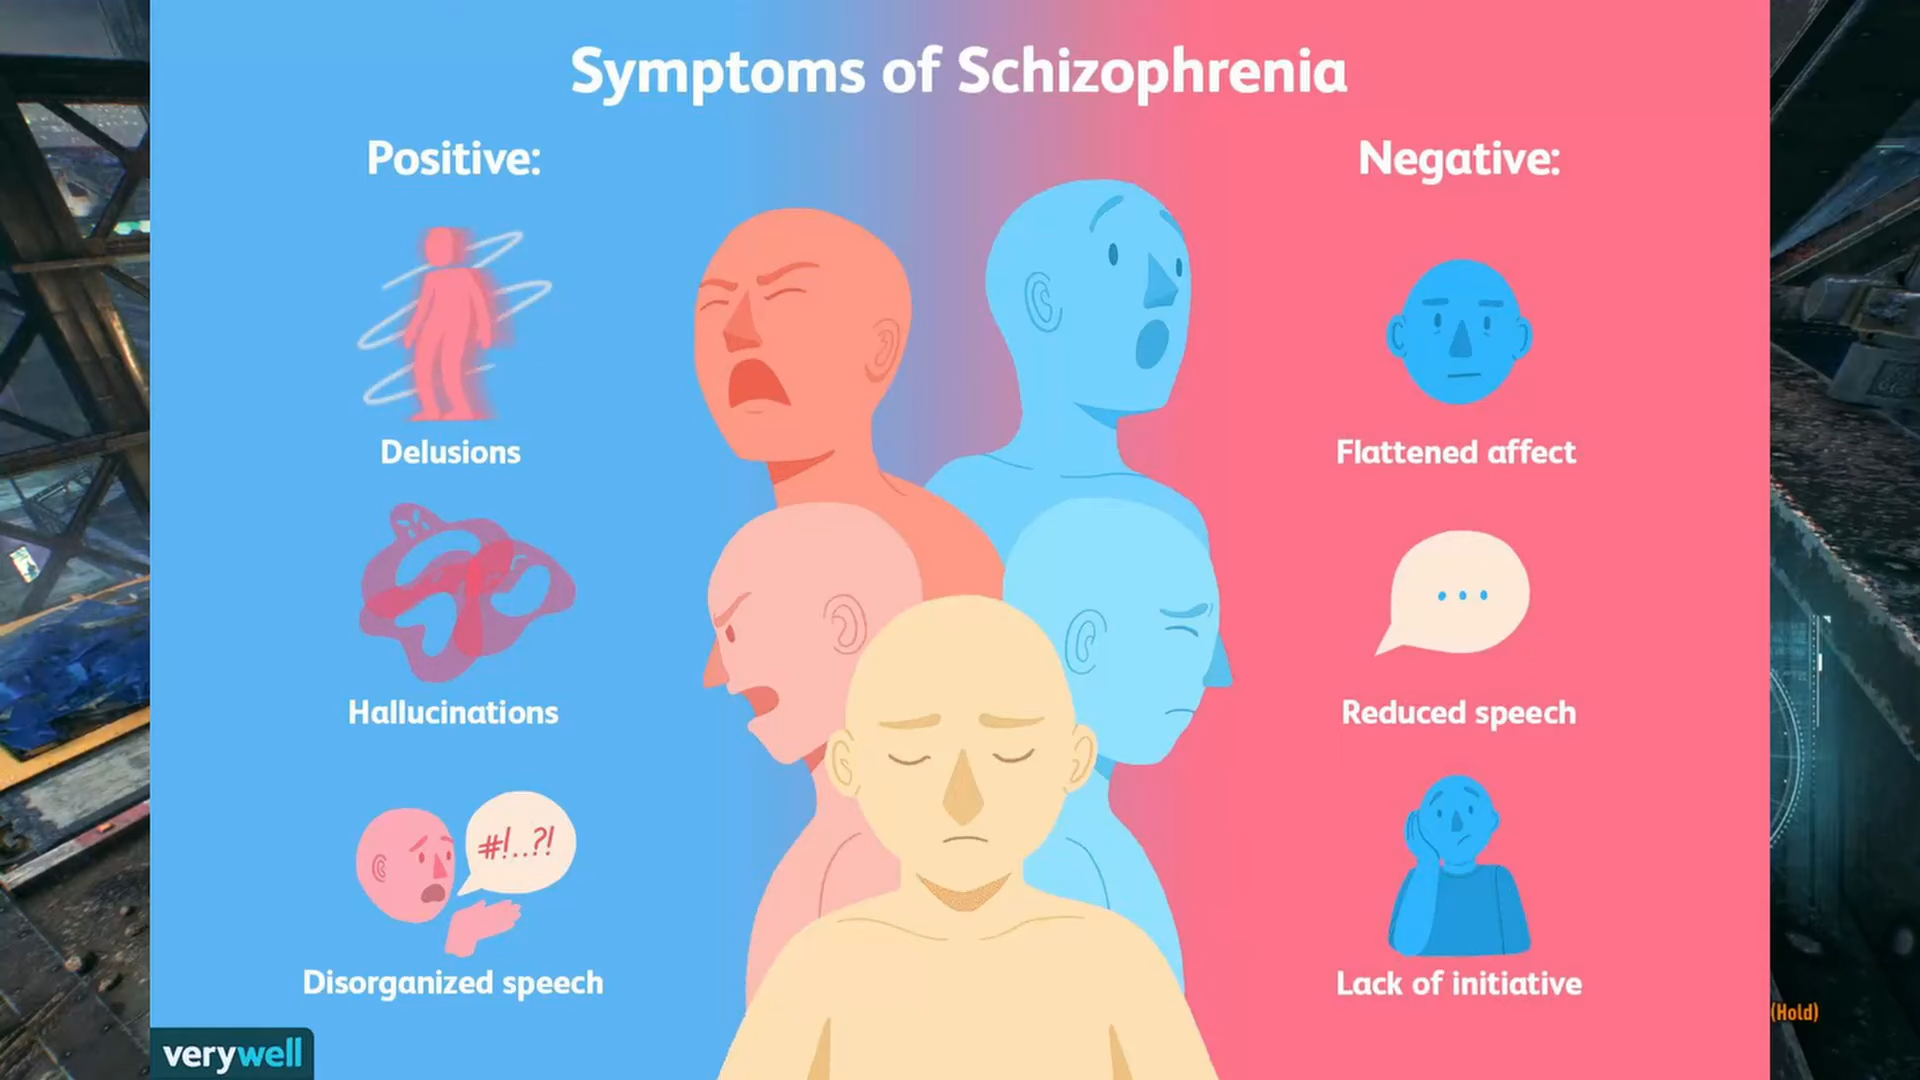 Symptoms of Schizophrenia
Positive:
Delusions
Hallucinations
#!..?!
Disorganized speech
Negative:
Flattened affect
Reduced speech
Lack of initiative
(Hold)
verywell